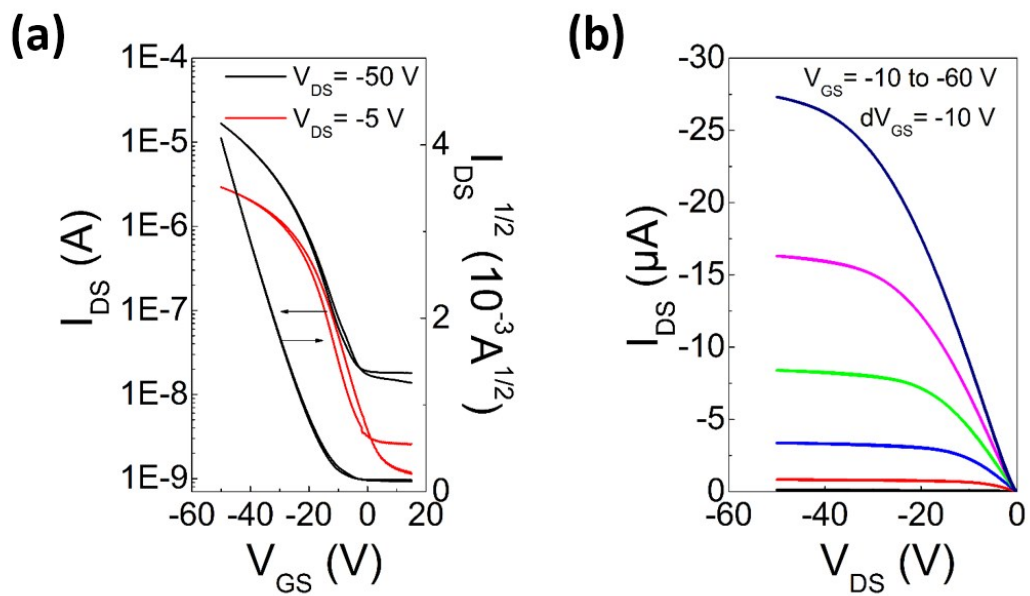 (a)
1E-4
1E-5
1E-6
1E-7
1E-8
1E-9
I_DS (A)
V_DS= -50 V
V_DS= -5 V
4
2
0
I_DS^1/2 (10^-3A^1/2)
-60 -40 -20 0 20
V_GS (V)
(b)
-30
-25
-20
-15
-10
-5
0
I_DS (μA)
V_GS= -10 to -60 V
dV_GS= -10 V
-60 -40 -20 0
V_DS (V)